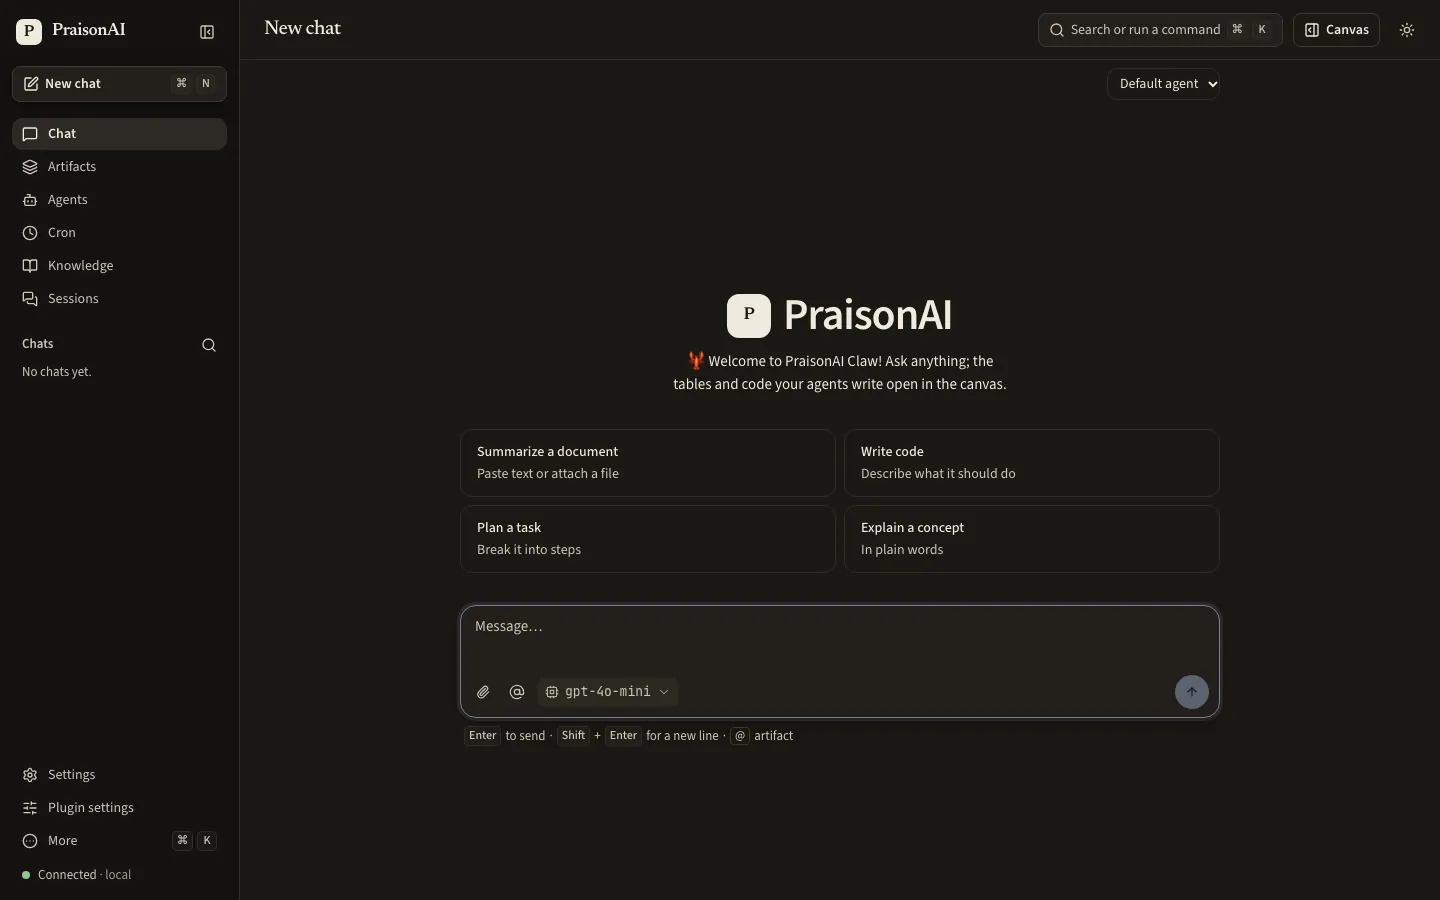 P PraisonAI
New chat ⌘ N
Chat
Artifacts
Agents
Cron
Knowledge
Sessions
Chats
No chats yet.
Settings
Plugin settings
More ⌘ K
Connected · local
New chat
Search or run a command ⌘ K
Canvas
Default agent
P PraisonAI
🦞 Welcome to PraisonAI Claw! Ask anything; the
tables and code your agents write open in the canvas.
Summarize a document
Paste text or attach a file
Write code
Describe what it should do
Plan a task
Break it into steps
Explain a concept
In plain words
Message…
@ gpt-4o-mini
Enter to send · Shift + Enter for a new line · @ artifact